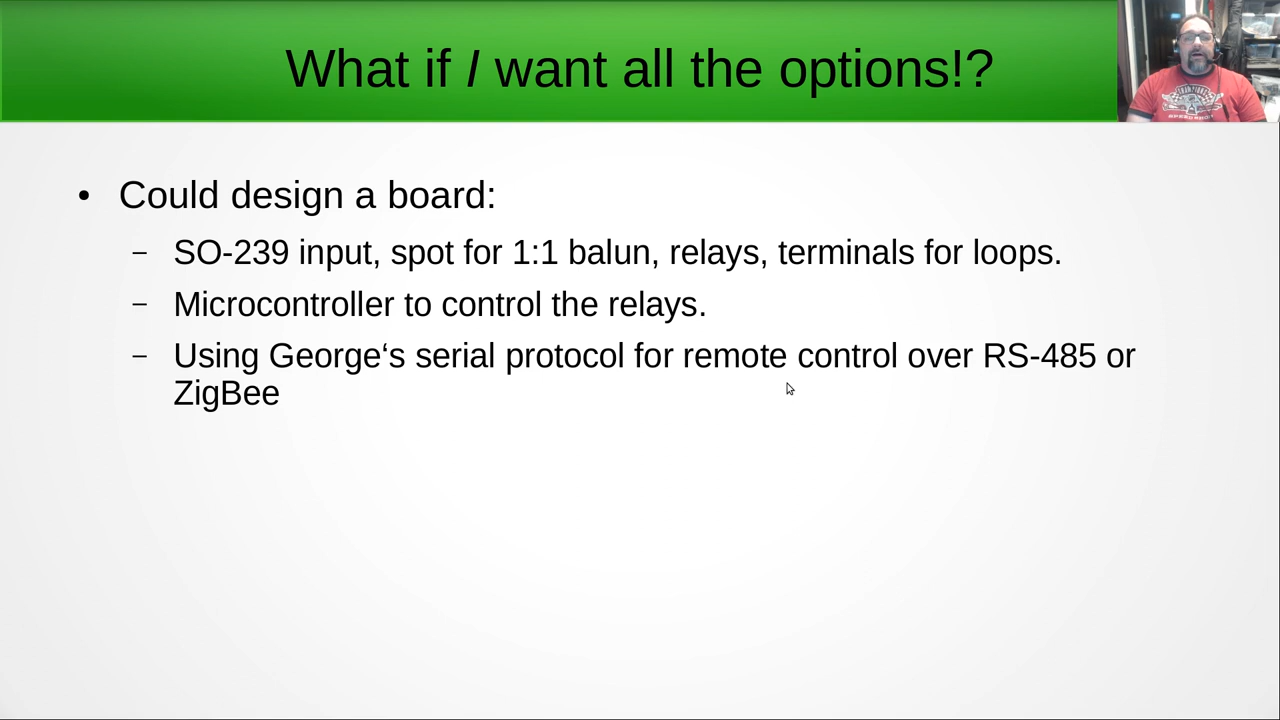 What if I want all the options!?
• Could design a board:
– SO-239 input, spot for 1:1 balun, relays, terminals for loops.
– Microcontroller to control the relays.
– Using George‘s serial protocol for remote control over RS-485 or
ZigBee